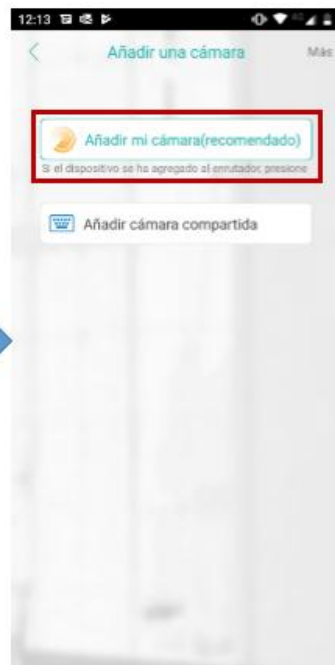 12:13
Añadir una cámara
Más
Añadir mi cámara(recomendado)
Si el dispositivo se ha agregado al enrutador, presione
Añadir cámara compartida